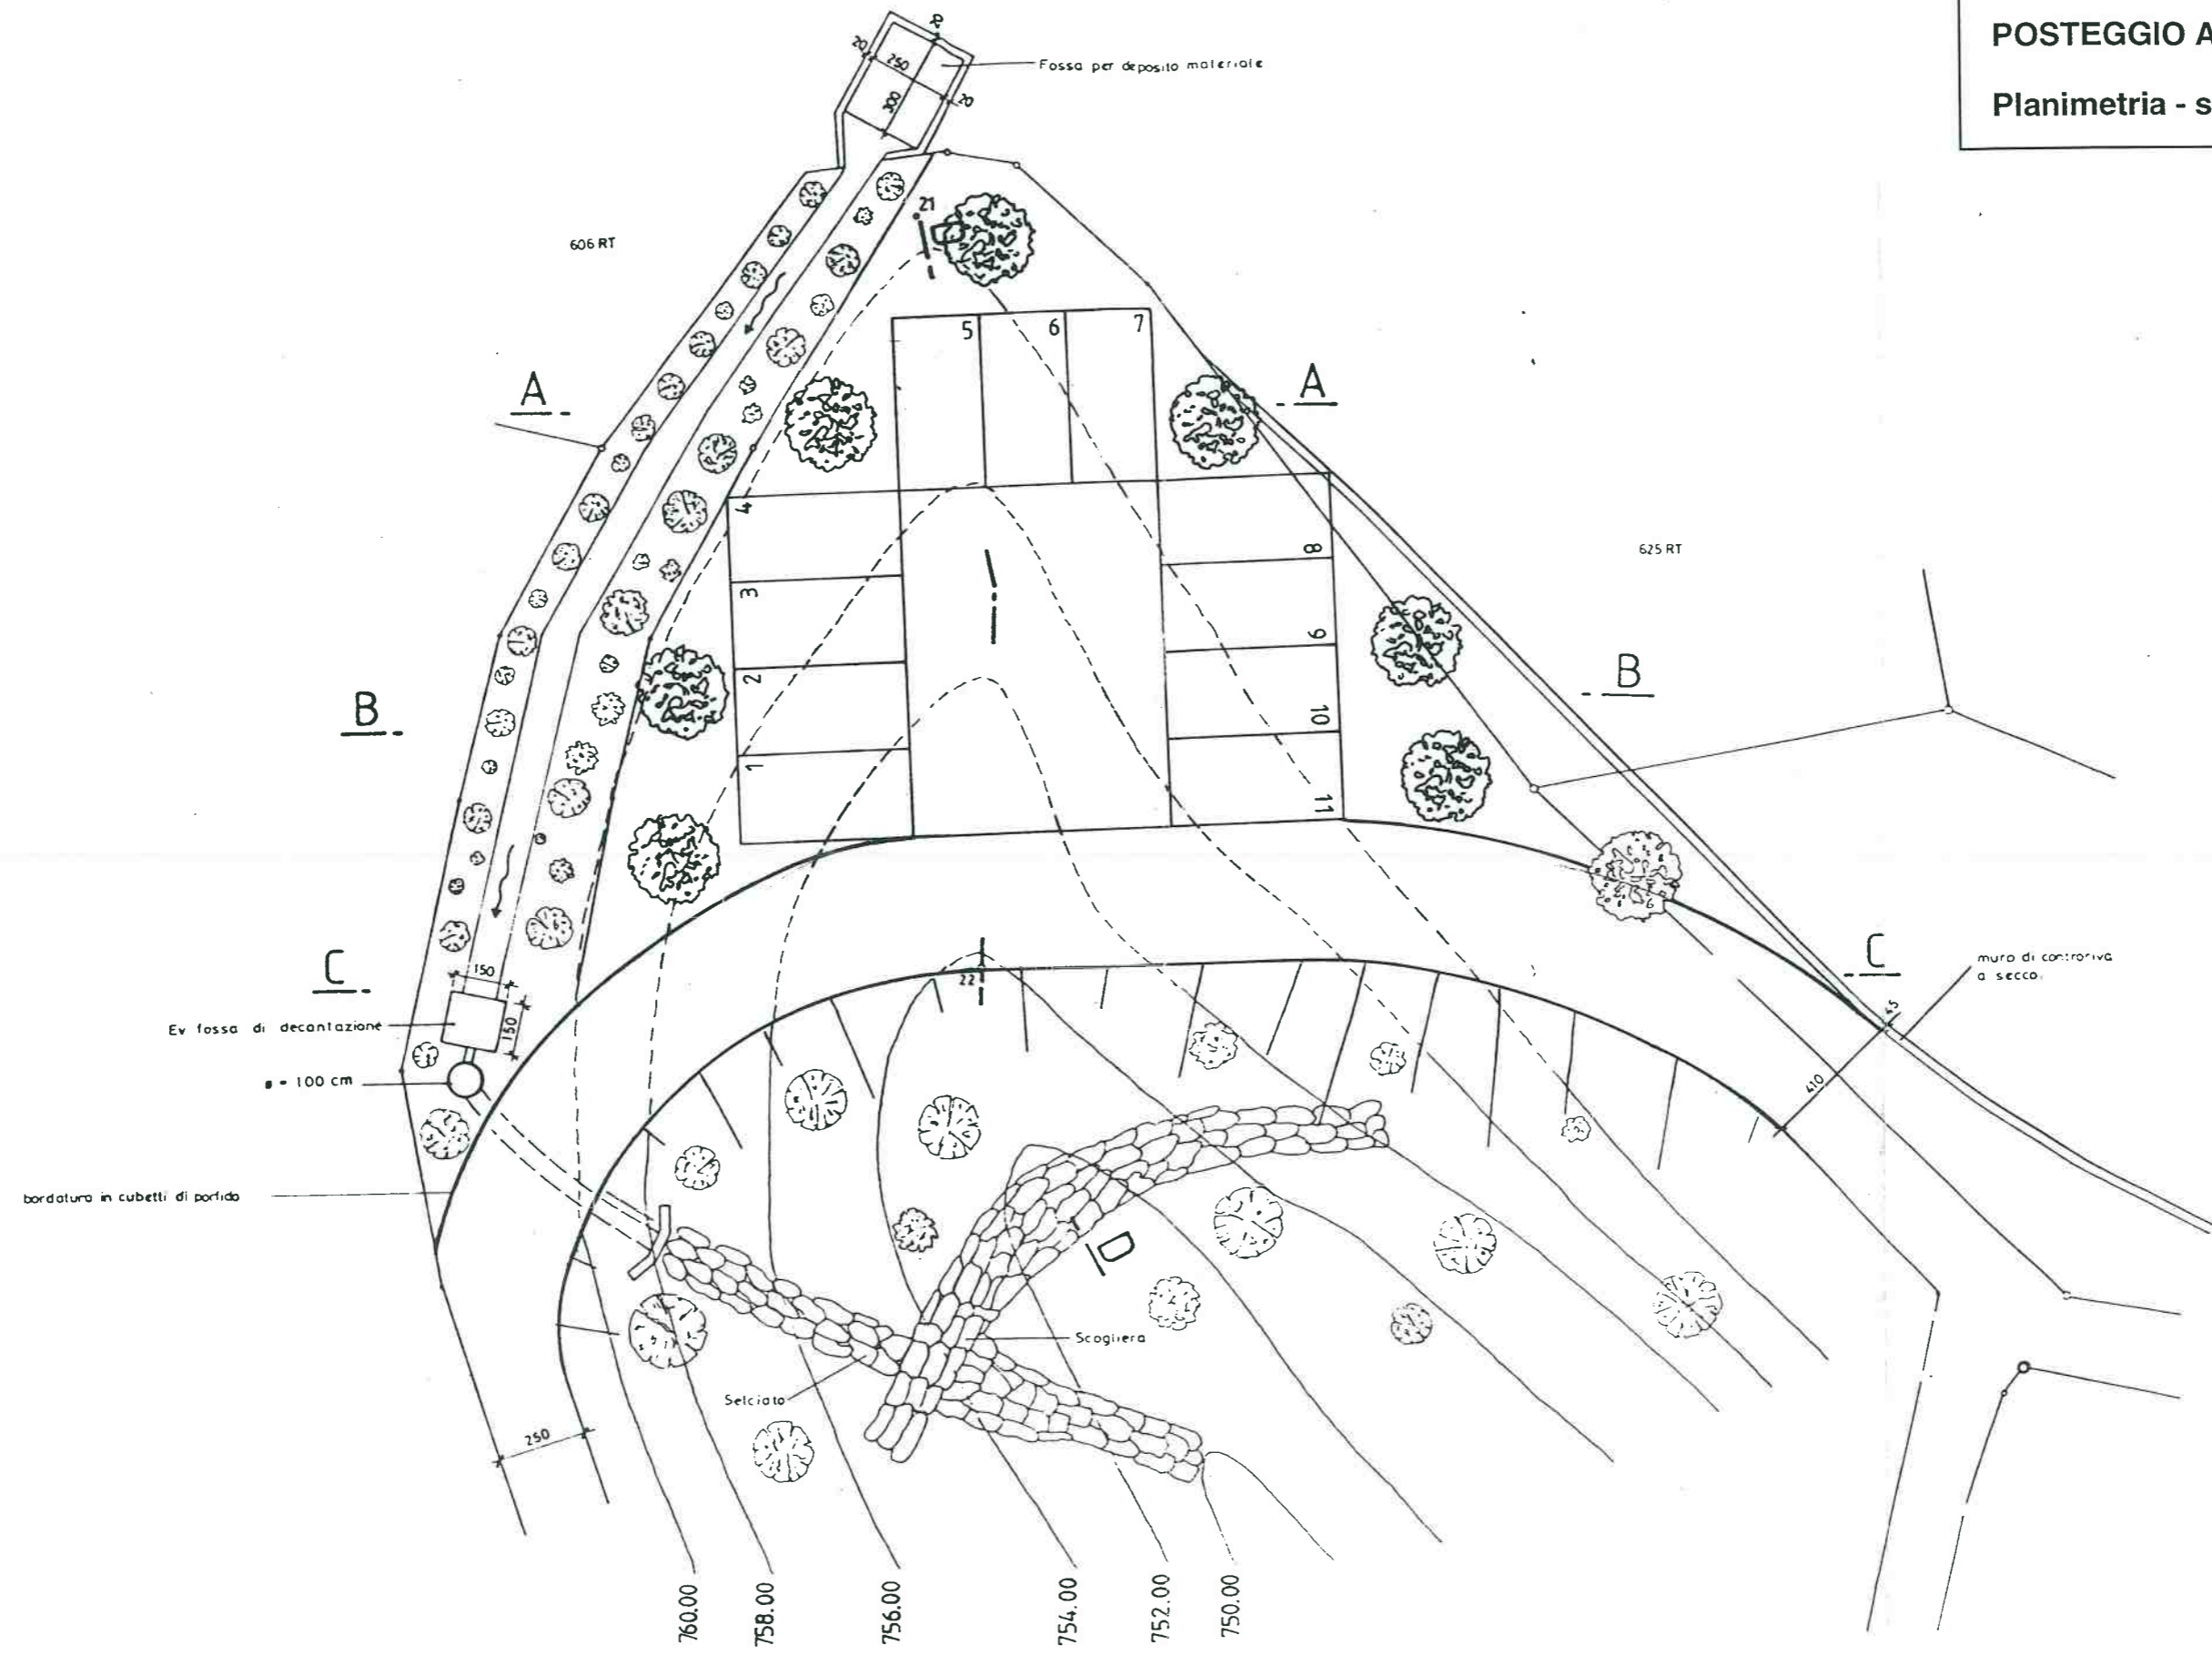 POSTEGGIO A
Planimetria - s
20
20
250
300
20
Fossa per deposito materiale
606 RT
21
D
5
6
7
A
A
4
8
625 RT
3
9
2
10
B
B
1
11
C
C
muro di controriva
a secco.
150
150
22
45
Ev fossa di decantazione
ø = 100 cm
410
bordatura in cubetti di porfido
D
Scogliera
Selciato
250
760.00
758.00
756.00
754.00
752.00
750.00